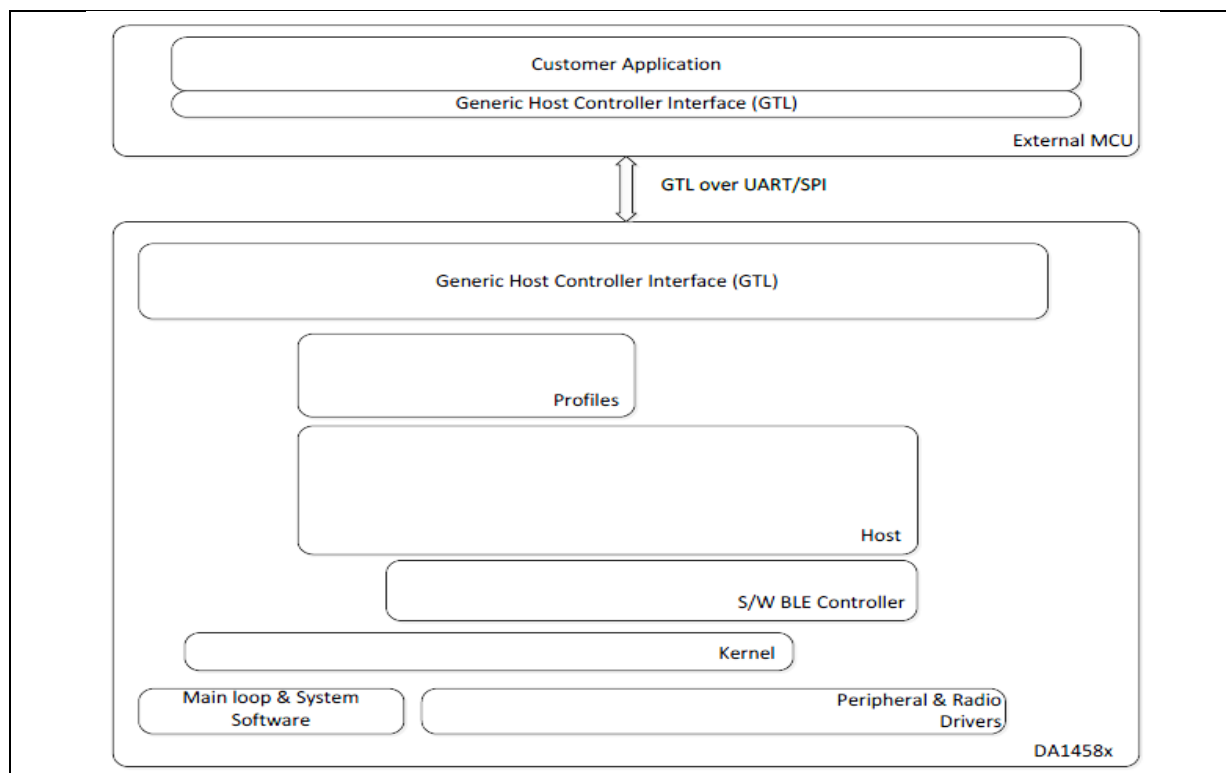 Customer Application
Generic Host Controller Interface (GTL)
External MCU
GTL over UART/SPI
Generic Host Controller Interface (GTL)
Profiles
Host
S/W BLE Controller
Kernel
Main loop & System
Software
Peripheral & Radio
Drivers
DA1458x